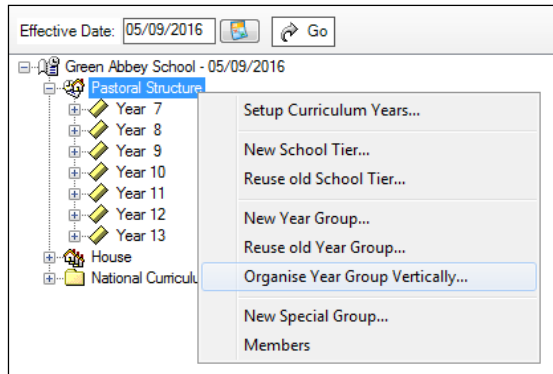 Effective Date: 05/09/2016 Go
Green Abbey School - 05/09/2016
Pastoral Structure
Year 7
Year 8
Year 9
Year 10
Year 11
Year 12
Year 13
House
National Curriculu
Setup Curriculum Years...
New School Tier...
Reuse old School Tier...
New Year Group...
Reuse old Year Group...
Organise Year Group Vertically...
New Special Group...
Members